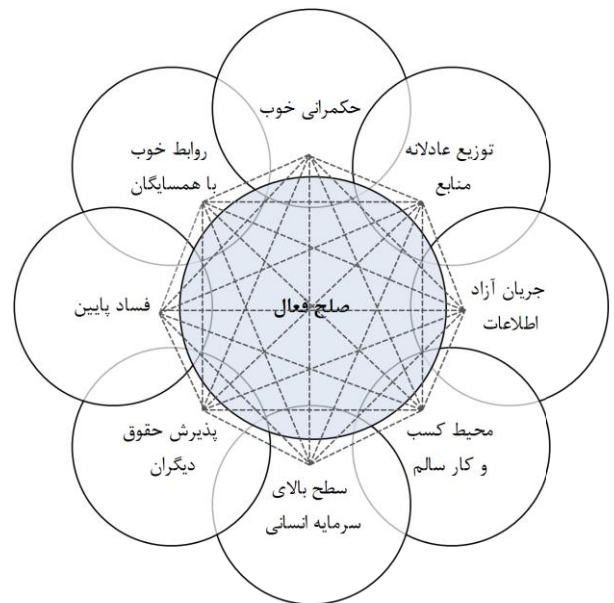 حکمرانی خوب
توزیع عادلانه
منابع
روابط خوب
با همسایگان
جریان آزاد
اطلاعات
صلح فعال
فساد پایین
محیط کسب
و کار سالم
پذیرش حقوق
دیگران
سطح بالای
سرمایه انسانی